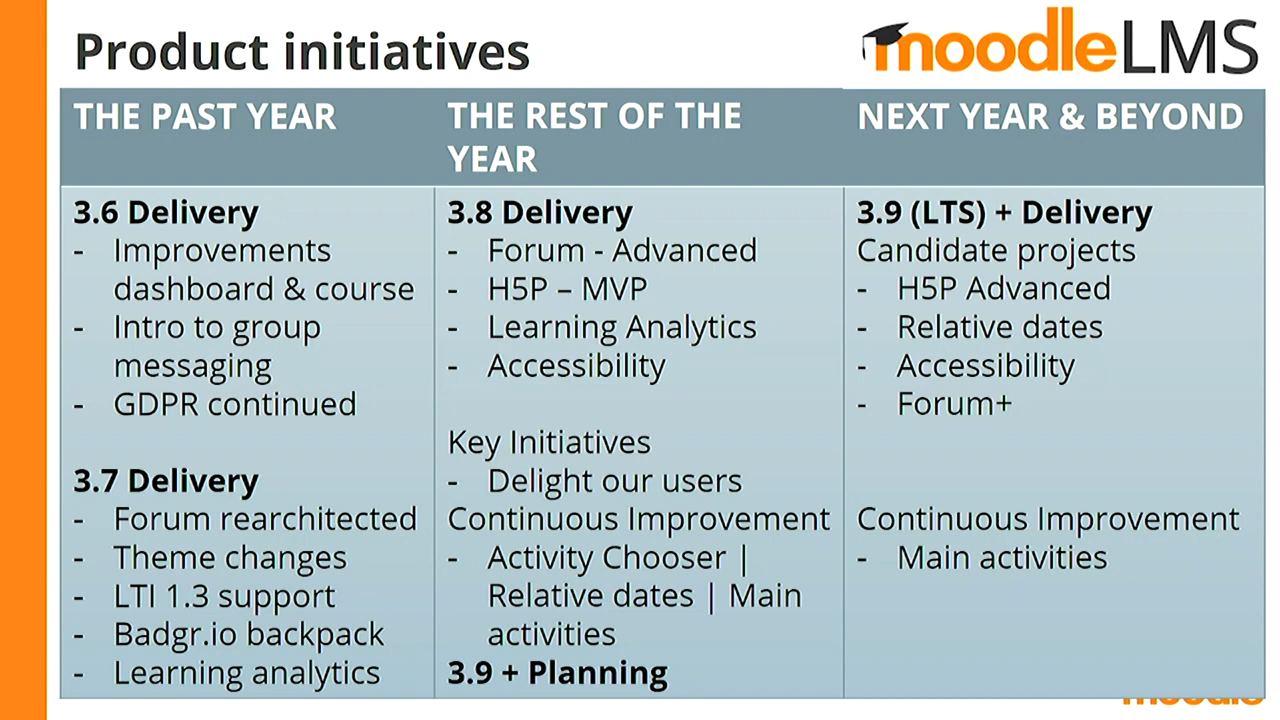 Product initiatives
moodleLMS
THE PAST YEAR
3.6 Delivery
- Improvements
dashboard & course
- Intro to group
messaging
- GDPR continued
3.7 Delivery
- Forum rearchitected
- Theme changes
- LTI 1.3 support
- Badgr.io backpack
- Learning analytics
THE REST OF THE
YEAR
3.8 Delivery
- Forum - Advanced
- H5P – MVP
- Learning Analytics
- Accessibility
Key Initiatives
- Delight our users
Continuous Improvement
- Activity Chooser |
Relative dates | Main
activities
3.9 + Planning
NEXT YEAR & BEYOND
3.9 (LTS) + Delivery
Candidate projects
- H5P Advanced
- Relative dates
- Accessibility
- Forum+
Continuous Improvement
- Main activities
moodle